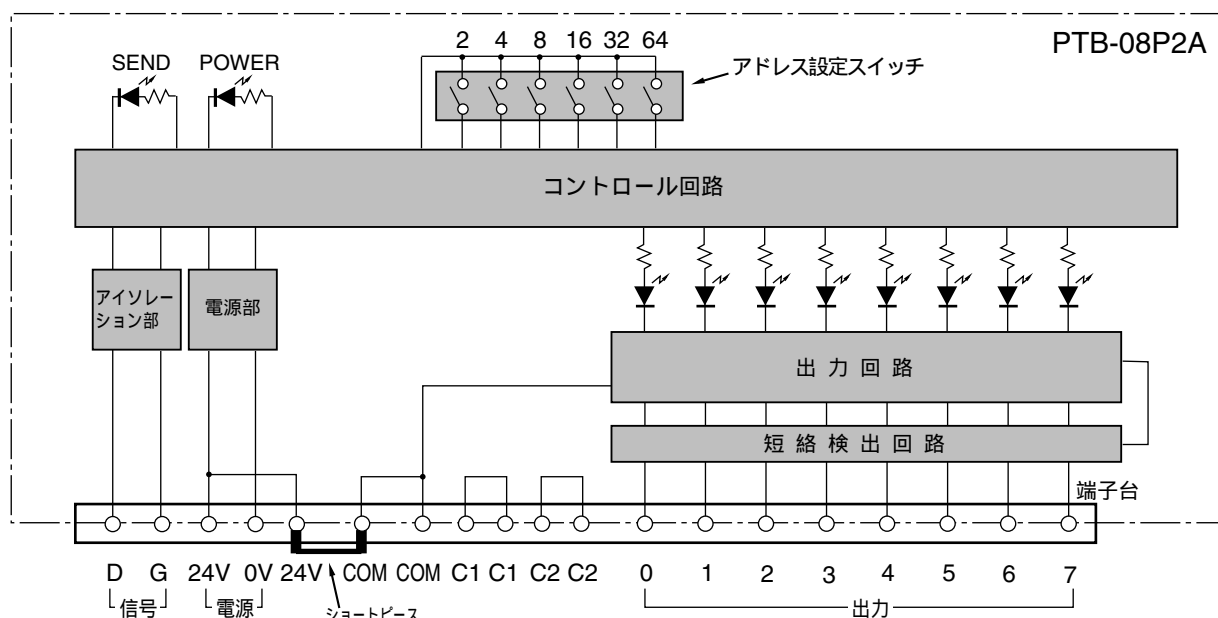 PTB-08P2A
2 4 8 16 32 64
SEND POWER
アドレス設定スイッチ
コントロール回路
アイソレー
ション部
電源部
出力回路
短絡検出回路
端子台
D G 24V 0V 24V COM COM C1 C1 C2 C2 0 1 2 3 4 5 6 7
信号 電源 ショートピース 出力